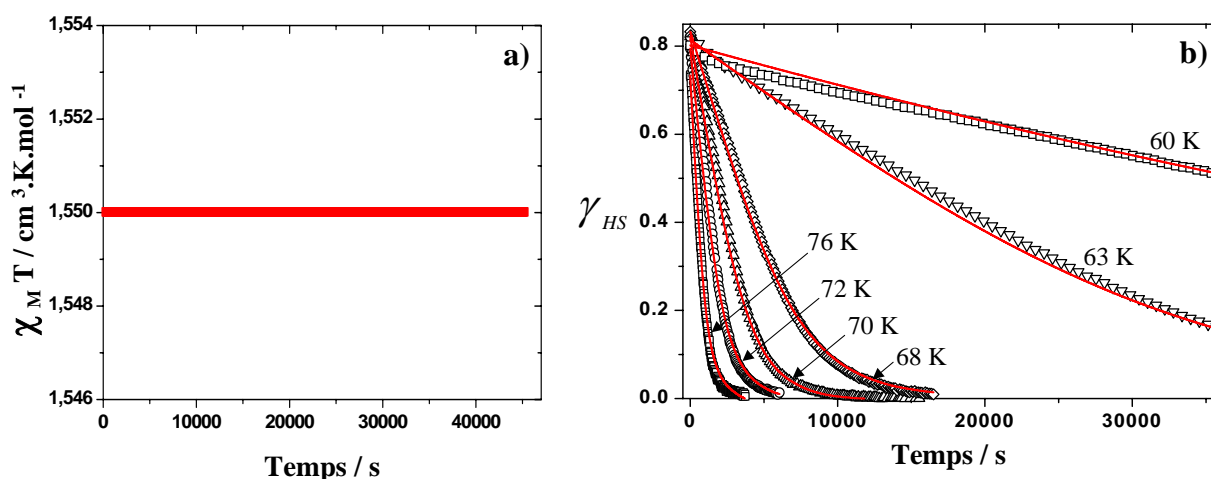 1,554
1,552
1,550
1,548
1,546
χ M T / cm 3.K.mol -1
a)
0 10000 20000 30000 40000
Temps / s
0.8
0.6
0.4
0.2
0.0
γ HS
b)
60 K
63 K
76 K
72 K
70 K
68 K
0 10000 20000 30000
Temps / s